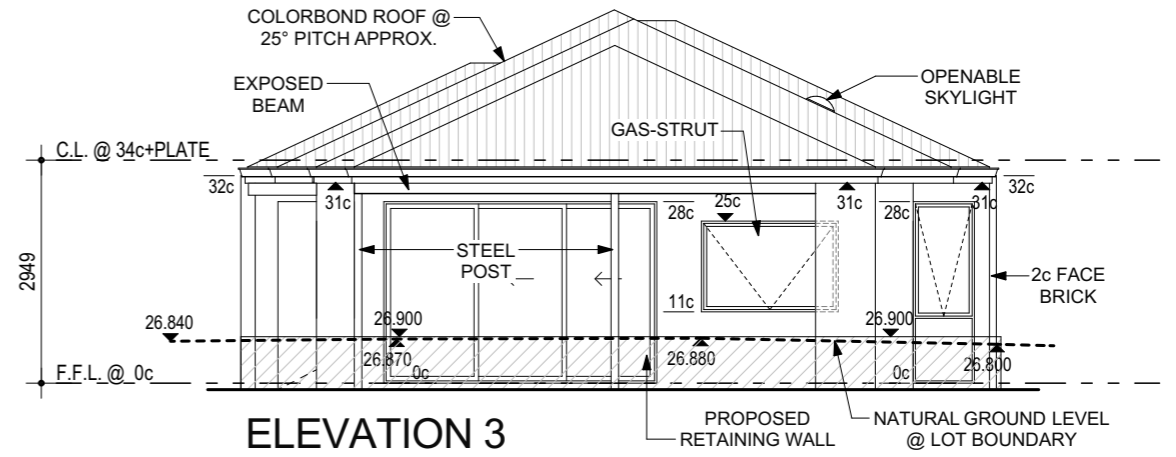 COLORBOND ROOF @
25° PITCH APPROX.
EXPOSED
BEAM
OPENABLE
SKYLIGHT
GAS-STRUT
C.L. @ 34c+PLATE
32c
31c
25c
31c
31c
32c
28c
28c
STEEL
POST
2949
2c FACE
BRICK
11c
26.840
26.900
26.900
26.870
26.880
26.800
F.F.L. @ 0c
0c
0c
ELEVATION 3
PROPOSED
RETAINING WALL
NATURAL GROUND LEVEL
@ LOT BOUNDARY